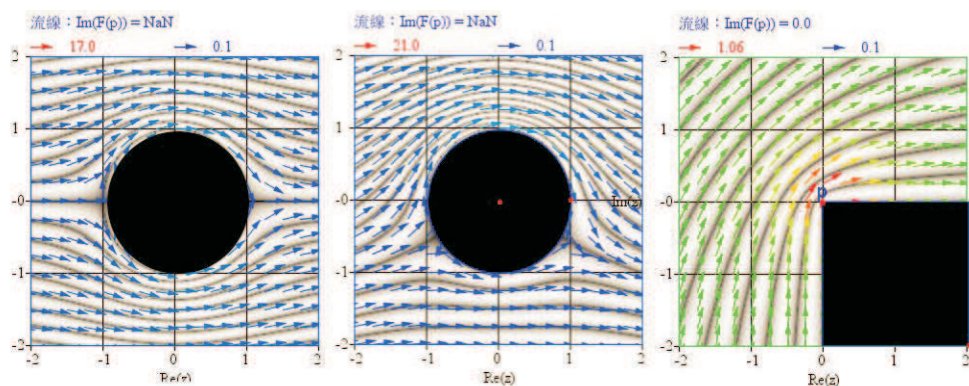 流線：Im(F(p)) = NaN
17.0 0.1
2
1
-0
-1
-2
-2 -1 0 1 2
Re(z)
流線：Im(F(p)) = NaN
21.0 0.1
2
1
-0
-1
-2
Im(z)
-2 -1 0 1 2
Re(z)
流線：Im(F(p)) = 0.0
1.06 0.1
2
1
p
-0
-1
-2
-2 -1 0 1 2
Re(z)